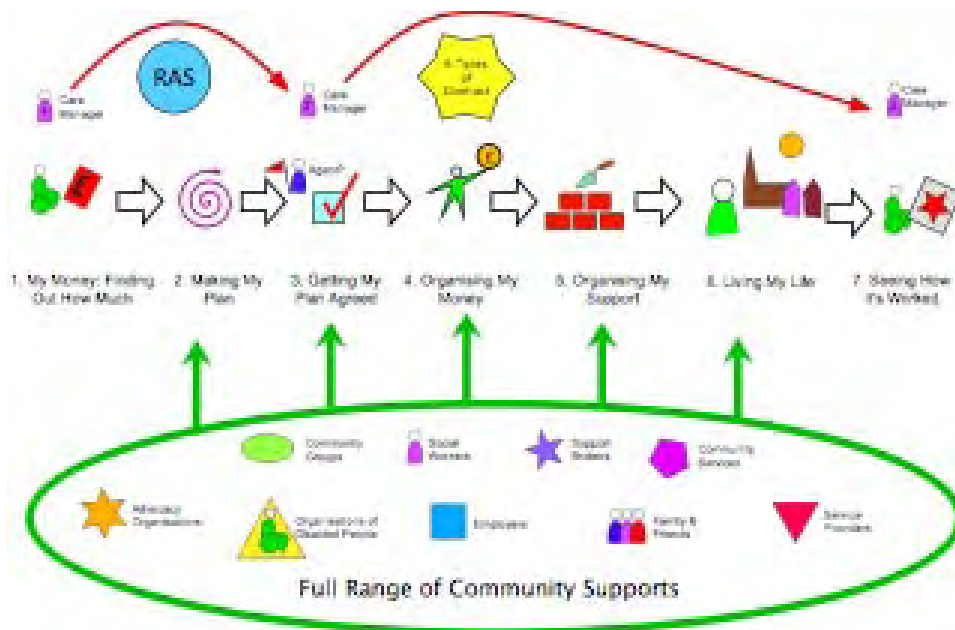 RAS
6 Types
of
Contract
Care
Manager
Care
Manager
Care
Manager
Agent?
£
1. My Money: Finding
Out How Much
2. Making My
Plan
3. Getting My
Plan Agreed
4. Organising My
Money
5. Organising My
Support
6. Living My Life
7. Seeing How
It's Worked
Community
Groups
Social
Workers
Support
Brokers
Community
Services
Advocacy
Organisations
Organisations of
Disabled People
Employers
Family &
Friends
Service
Providers
Full Range of Community Supports